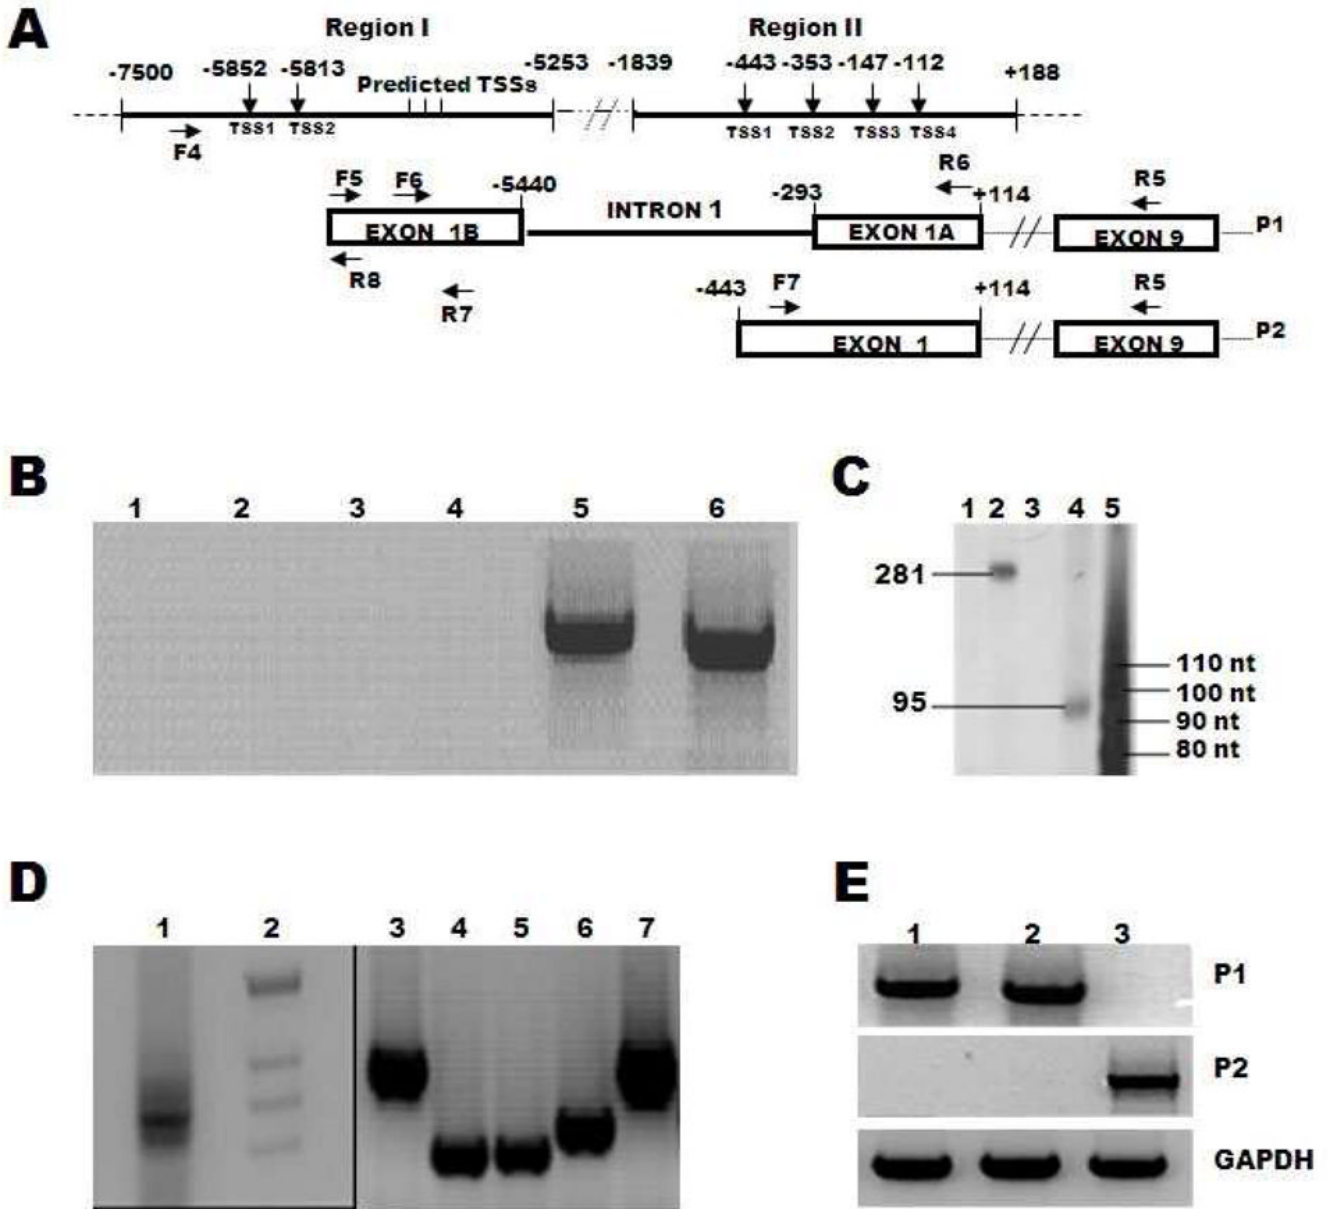 A
Region I Region II
-7500 -5852 -5813 Predicted TSSs -5253 -1839 -443 -353 -147 -112 +188
TSS1 TSS2 TSS1 TSS2 TSS3 TSS4
F4
F5 F6 -5440 INTRON 1 -293 R6 +114 R5
EXON 1B EXON 1A EXON 9 P1
R8 R7
-443 F7 +114 R5
EXON 1 EXON 9 P2
B
1 2 3 4 5 6
C
1 2 3 4 5
281
95
110 nt
100 nt
90 nt
80 nt
D
1 2 3 4 5 6 7
E
1 2 3
P1
P2
GAPDH